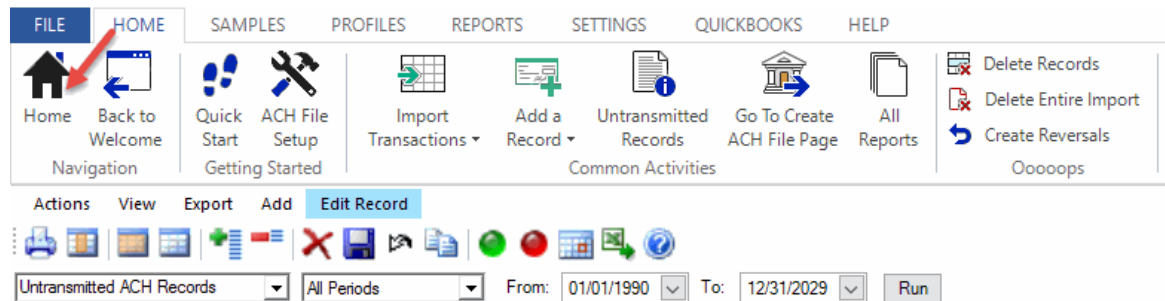 FILE HOME SAMPLES PROFILES REPORTS SETTINGS QUICKBOOKS HELP
Home Back to Welcome Quick Start ACH File Setup Import Transactions Add a Record Untransmitted Records Go To Create ACH File Page All Reports
Delete Records
Delete Entire Import
Create Reversals
Navigation Getting Started Common Activities Ooooops
Actions View Export Add Edit Record
Untransmitted ACH Records All Periods From: 01/01/1990 To: 12/31/2029 Run